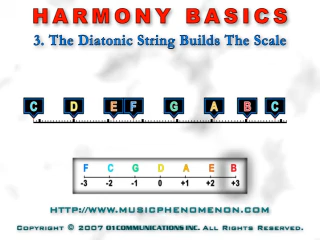 HARMONY BASICS
3. The Diatonic String Builds The Scale
C D E F G A B C
F C G D A E B
-3 -2 -1 0 +1 +2 +3
HTTP://WWW.MUSICPHENOMENON.COM
COPYRIGHT © 2007 01COMMUNICATIONS INC. ALL RIGHTS RESERVED.